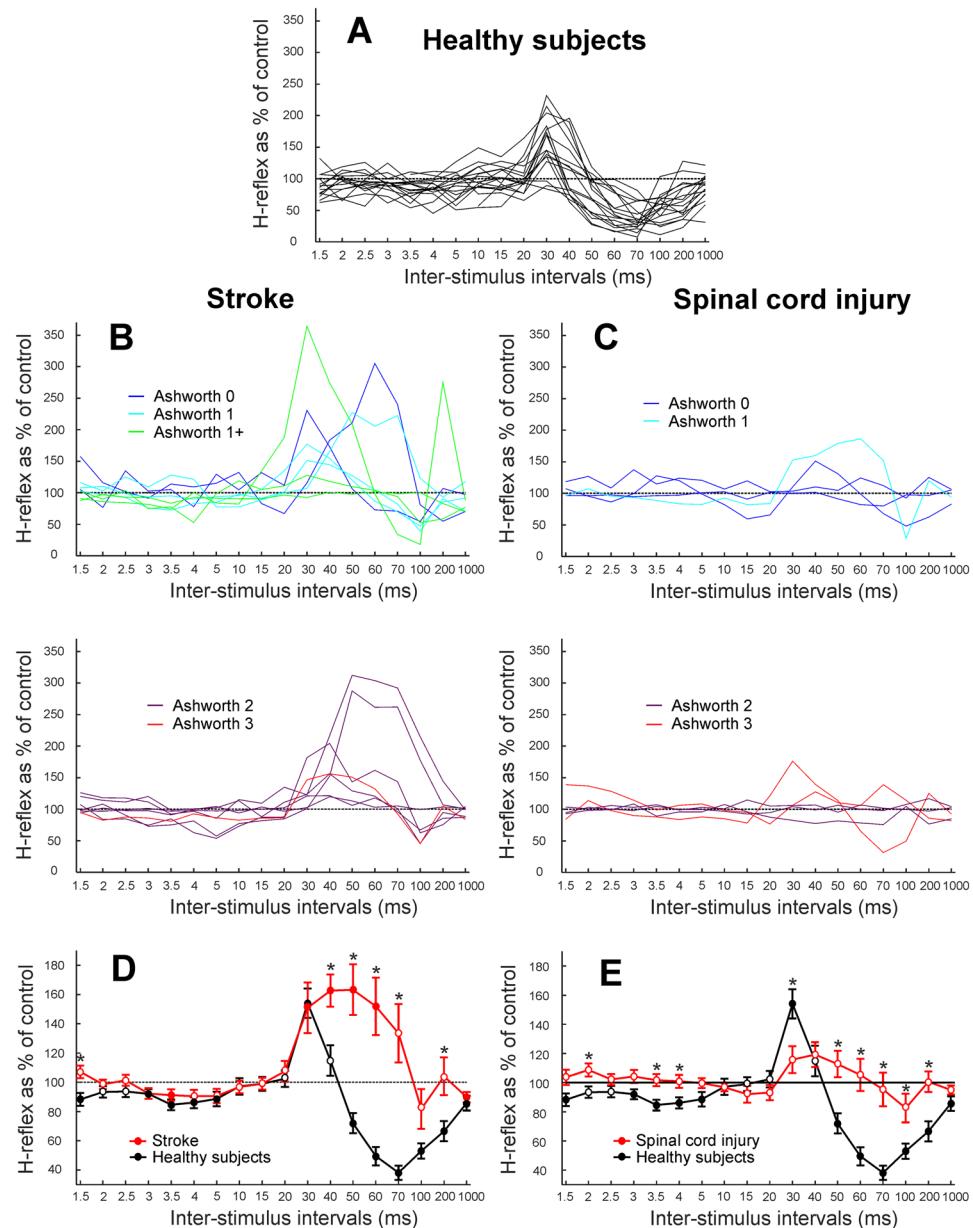 A
Healthy subjects
H-reflex as % of control
350
300
250
200
150
100
50
0
1.5 2 2.5 3 3.5 4 5 10 15 20 30 40 50 60 70 100 200 1000
Inter-stimulus intervals (ms)
Stroke
Spinal cord injury
B
H-reflex as % of control
350
300
250
200
150
100
50
0
Ashworth 0
Ashworth 1
Ashworth 1+
1.5 2 2.5 3 3.5 4 5 10 15 20 30 40 50 60 70 100 200 1000
Inter-stimulus intervals (ms)
C
H-reflex as % of control
350
300
250
200
150
100
50
0
Ashworth 0
Ashworth 1
1.5 2 2.5 3 3.5 4 5 10 15 20 30 40 50 60 70 100 200 1000
Inter-stimulus intervals (ms)
H-reflex as % of control
350
300
250
200
150
100
50
0
Ashworth 2
Ashworth 3
1.5 2 2.5 3 3.5 4 5 10 15 20 30 40 50 60 70 100 200 1000
Inter-stimulus intervals (ms)
H-reflex as % of control
350
300
250
200
150
100
50
0
Ashworth 2
Ashworth 3
1.5 2 2.5 3 3.5 4 5 10 15 20 30 40 50 60 70 100 200 1000
Inter-stimulus intervals (ms)
D
H-reflex as % of control
180
160
140
120
100
80
60
40
* * * * * *
Stroke
Healthy subjects
1.5 2 2.5 3 3.5 4 5 10 15 20 30 40 50 60 70 100 200 1000
Inter-stimulus intervals (ms)
E
H-reflex as % of control
180
160
140
120
100
80
60
40
* * * * * * * * *
Spinal cord injury
Healthy subjects
1.5 2 2.5 3 3.5 4 5 10 15 20 30 40 50 60 70 100 200 1000
Inter-stimulus intervals (ms)